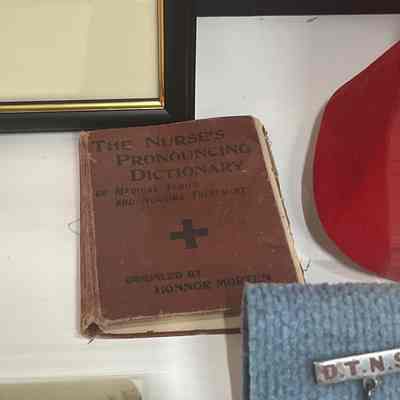 THE NURSE'S
PRONOUNCING
DICTIONARY
OF MEDICAL TERMS
AND NURSING TREATMENT
COMPILED BY
HONNOR MORTEN
D.T.N.S